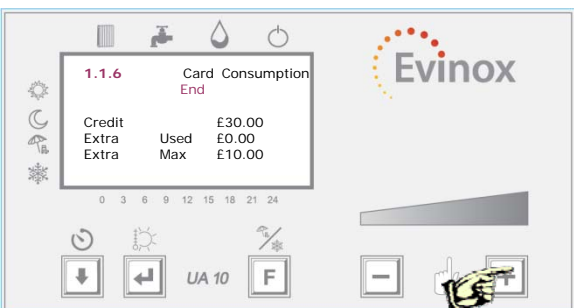 1.1.6 Card Consumption
End
Credit £30.00
Extra Used £0.00
Extra Max £10.00
Evinox
0 3 6 9 12 15 18 21 24
UA 10 F